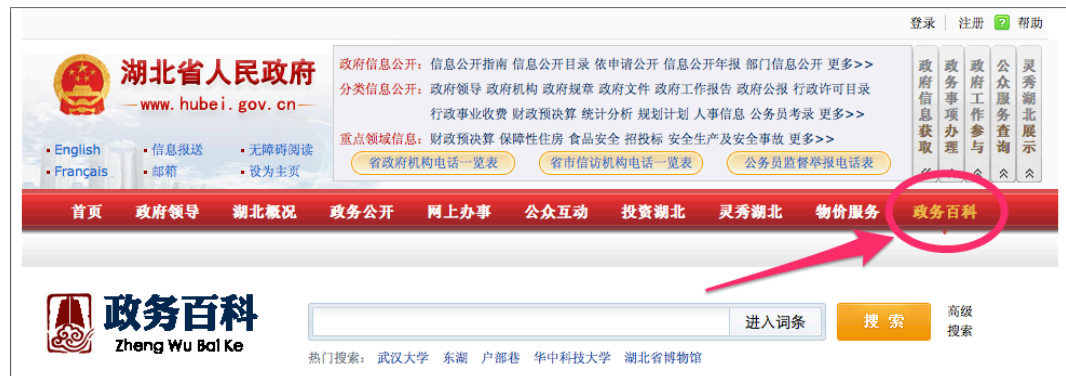 登录 注册 ? 帮助
湖北省人民政府
www.hubei.gov.cn
English 信息报送 无障碍阅读
Français 邮箱 设为主页
政府信息公开：信息公开指南 信息公开目录 依申请公开 信息公开年报 部门信息公开 更多>>
分类信息公开：政府领导 政府机构 政府规章 政府文件 政府工作报告 政府公报 行政许可目录
行政事业收费 财政预决算 统计分析 规划计划 人事信息 公务员考录 更多>>
重点领域信息：财政预决算 保障性住房 食品安全 招投标 安全生产及安全事故 更多>>
省政府机构电话一览表 省市信访机构电话一览表 公务员监督举报电话表
政府信息获取
政务事项办理
政府工作参与
公众服务查询
灵秀湖北展示
首页 政府领导 湖北概况 政务公开 网上办事 公众互动 投资湖北 灵秀湖北 物价服务 政务百科
政务百科
Zheng Wu Bai Ke
进入词条 搜索 高级搜索
热门搜索： 武汉大学 东湖 户部巷 华中科技大学 湖北省博物馆